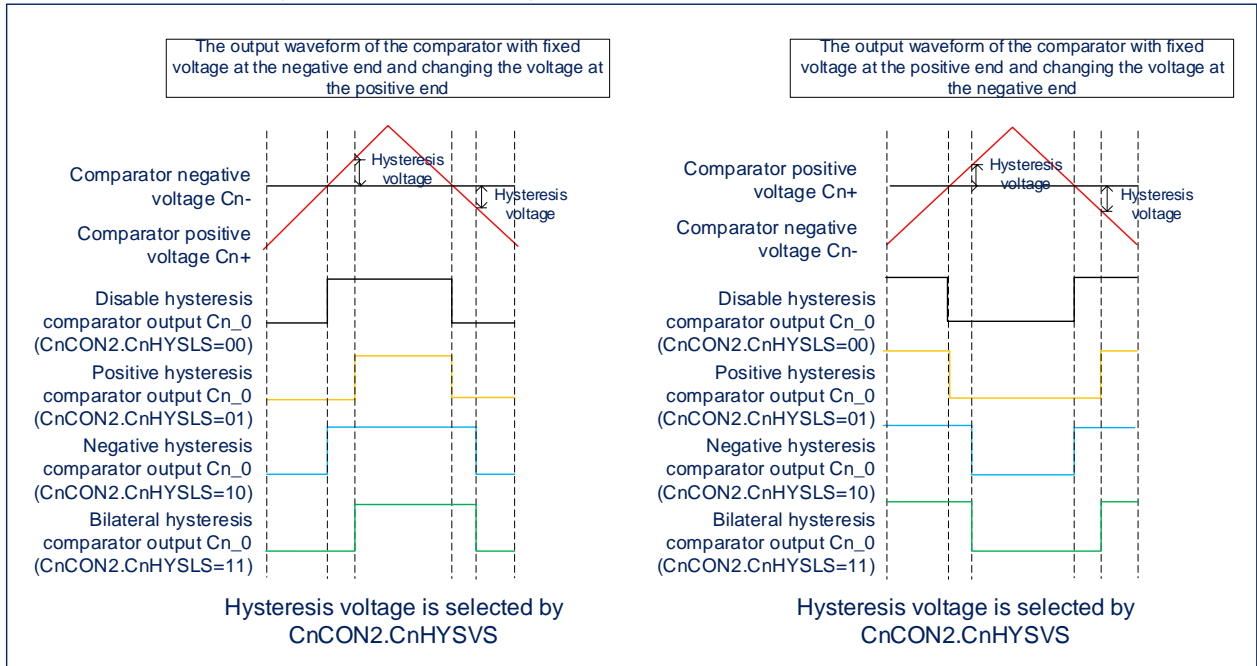 The output waveform of the comparator with fixed
voltage at the negative end and changing the voltage at
the positive end
Hysteresis
voltage
Comparator negative
voltage Cn-
Hysteresis
voltage
Comparator positive
voltage Cn+
Disable hysteresis
comparator output Cn_0
(CnCON2.CnHYSLS=00)
Positive hysteresis
comparator output Cn_0
(CnCON2.CnHYSLS=01)
Negative hysteresis
comparator output Cn_0
(CnCON2.CnHYSLS=10)
Bilateral hysteresis
comparator output Cn_0
(CnCON2.CnHYSLS=11)
Hysteresis voltage is selected by
CnCON2.CnHYSVS
The output waveform of the comparator with fixed
voltage at the positive end and changing the voltage at
the negative end
Comparator positive
voltage Cn+
Hysteresis
voltage
Hysteresis
voltage
Comparator negative
voltage Cn-
Disable hysteresis
comparator output Cn_0
(CnCON2.CnHYSLS=00)
Positive hysteresis
comparator output Cn_0
(CnCON2.CnHYSLS=01)
Negative hysteresis
comparator output Cn_0
(CnCON2.CnHYSLS=10)
Bilateral hysteresis
comparator output Cn_0
(CnCON2.CnHYSLS=11)
Hysteresis voltage is selected by
CnCON2.CnHYSVS